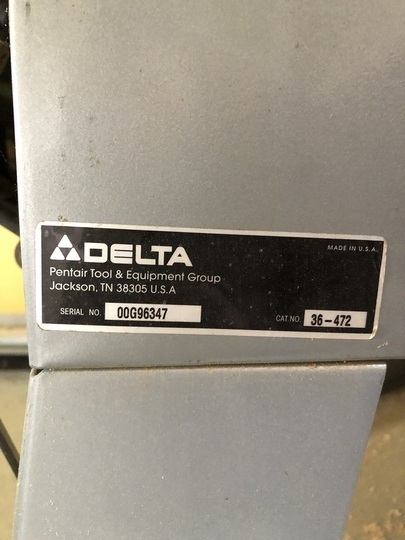 DELTA
MADE IN U.S.A.
Pentair Tool & Equipment Group
Jackson, TN 38305 U.S.A
SERIAL NO. 00G96347
CAT.NO. 36-472